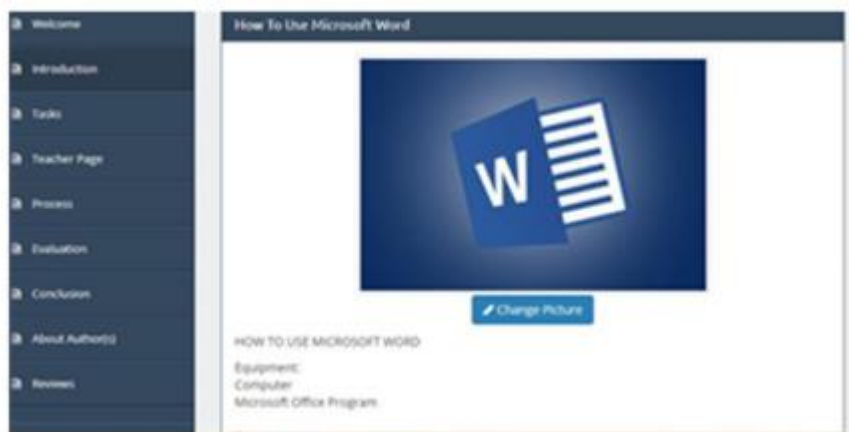 Welcome
Introduction
Tasks
Teacher Page
Process
Evaluation
Conclusion
About Author(s)
Reviews
How To Use Microsoft Word
W
Change Picture
HOW TO USE MICROSOFT WORD
Equipment:
Computer
Microsoft Office Program